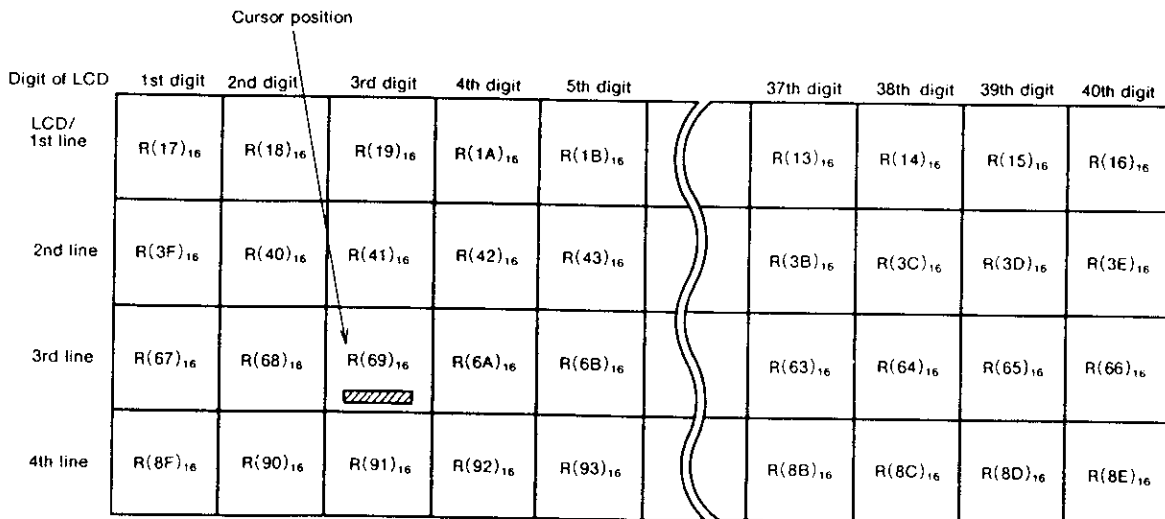 Cursor position
Digit of LCD 1st digit 2nd digit 3rd digit 4th digit 5th digit 37th digit 38th digit 39th digit 40th digit
LCD/
1st line R(17)₁₆ R(18)₁₆ R(19)₁₆ R(1A)₁₆ R(1B)₁₆ R(13)₁₆ R(14)₁₆ R(15)₁₆ R(16)₁₆
2nd line R(3F)₁₆ R(40)₁₆ R(41)₁₆ R(42)₁₆ R(43)₁₆ R(3B)₁₆ R(3C)₁₆ R(3D)₁₆ R(3E)₁₆
3rd line R(67)₁₆ R(68)₁₆ R(69)₁₆ R(6A)₁₆ R(6B)₁₆ R(63)₁₆ R(64)₁₆ R(65)₁₆ R(66)₁₆
4th line R(8F)₁₆ R(90)₁₆ R(91)₁₆ R(92)₁₆ R(93)₁₆ R(8B)₁₆ R(8C)₁₆ R(8D)₁₆ R(8E)₁₆